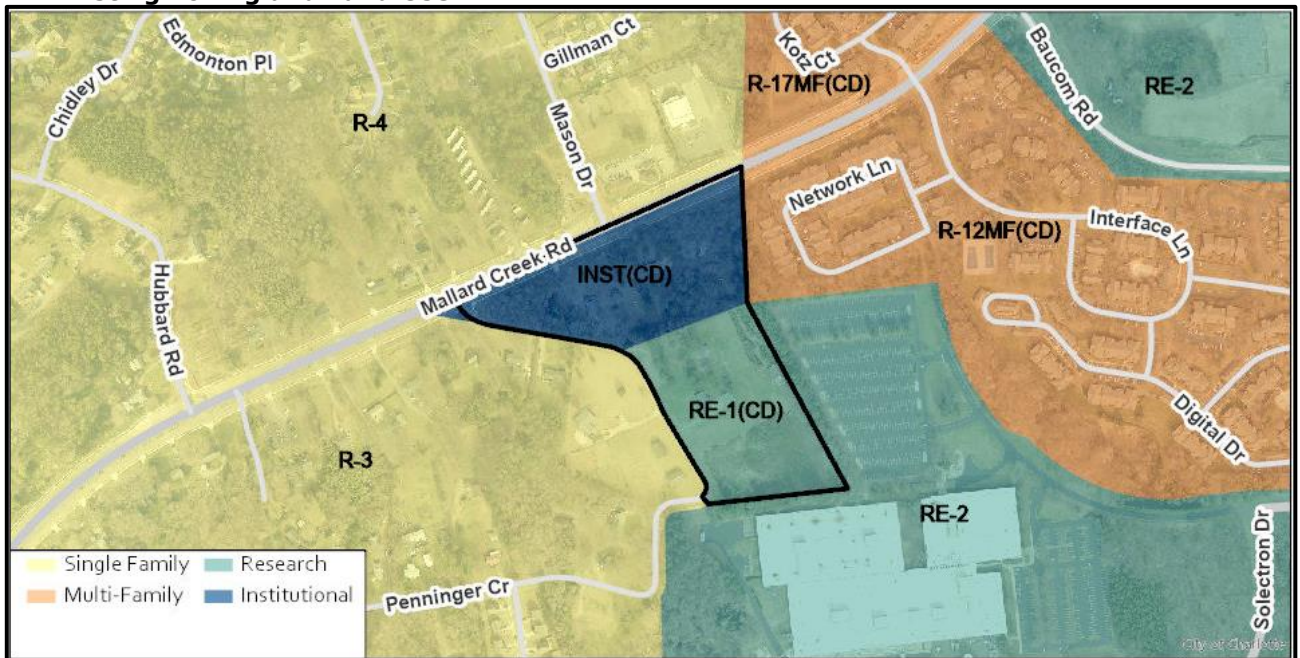 Edmonton Pl
Gillman Ct
Kotz Ct
Chidley Dr
R-4
Mason Dr
R-17MF(CD)
Baucom Rd
RE-2
Network Ln
Interface Ln
R-12MF(CD)
Hubbard Rd
Mallard Creek Rd
INST(CD)
RE-1(CD)
Digital Dr
R-3
RE-2
Solectron Dr
Penninger Cr
Single Family
Research
Multi-Family
Institutional
City of Charlotte